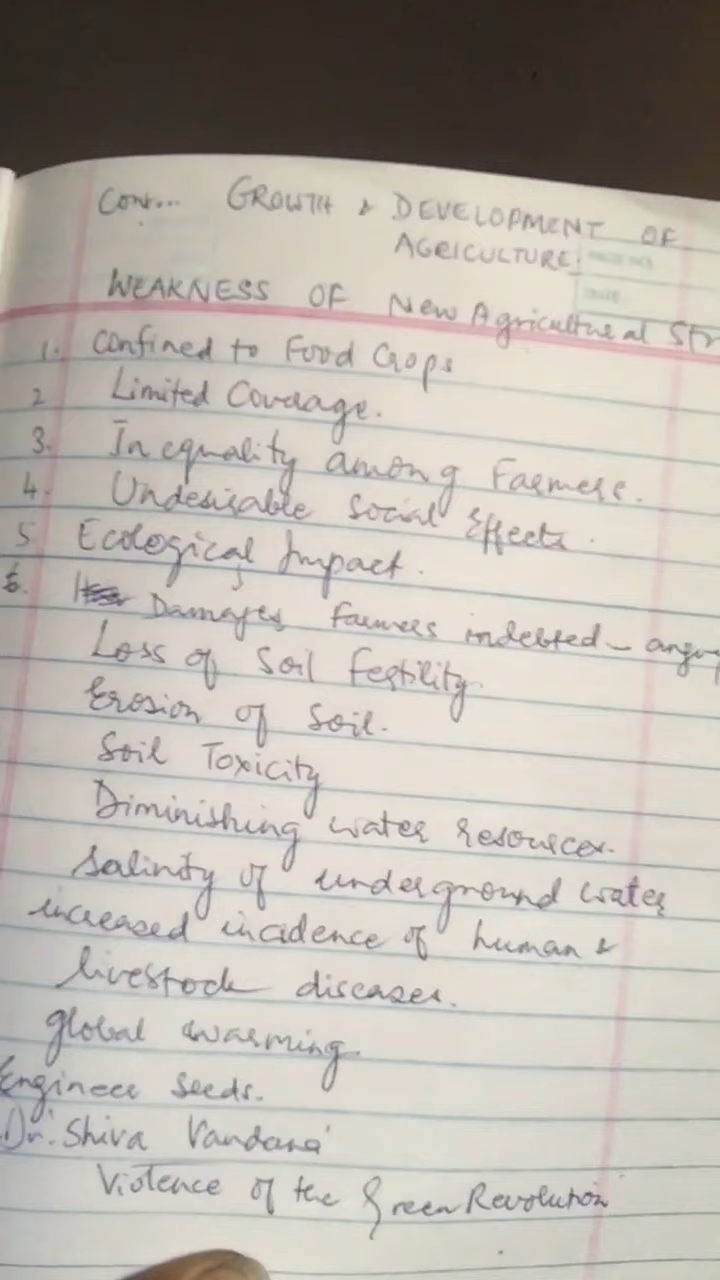 Cont... GROWTH & DEVELOPMENT OF
AGRICULTURE
WEAKNESS OF New Agricultural Str
1. Confined to Food Crops
2 Limited Coverage.
3. Inequality among Farmers.
4. Undesirable Social Effects.
5 Ecological Impact.
6. Damages farmers indebted -
Loss of Soil fertility.
Erosion of Soil.
Soil Toxicity
Diminishing water resources.
Salinity of underground water
increased incidence of human &
livestock diseases.
global warming.
Engineer Seeds.
Dr. Shiva Vandana
Violence of the Green Revolution